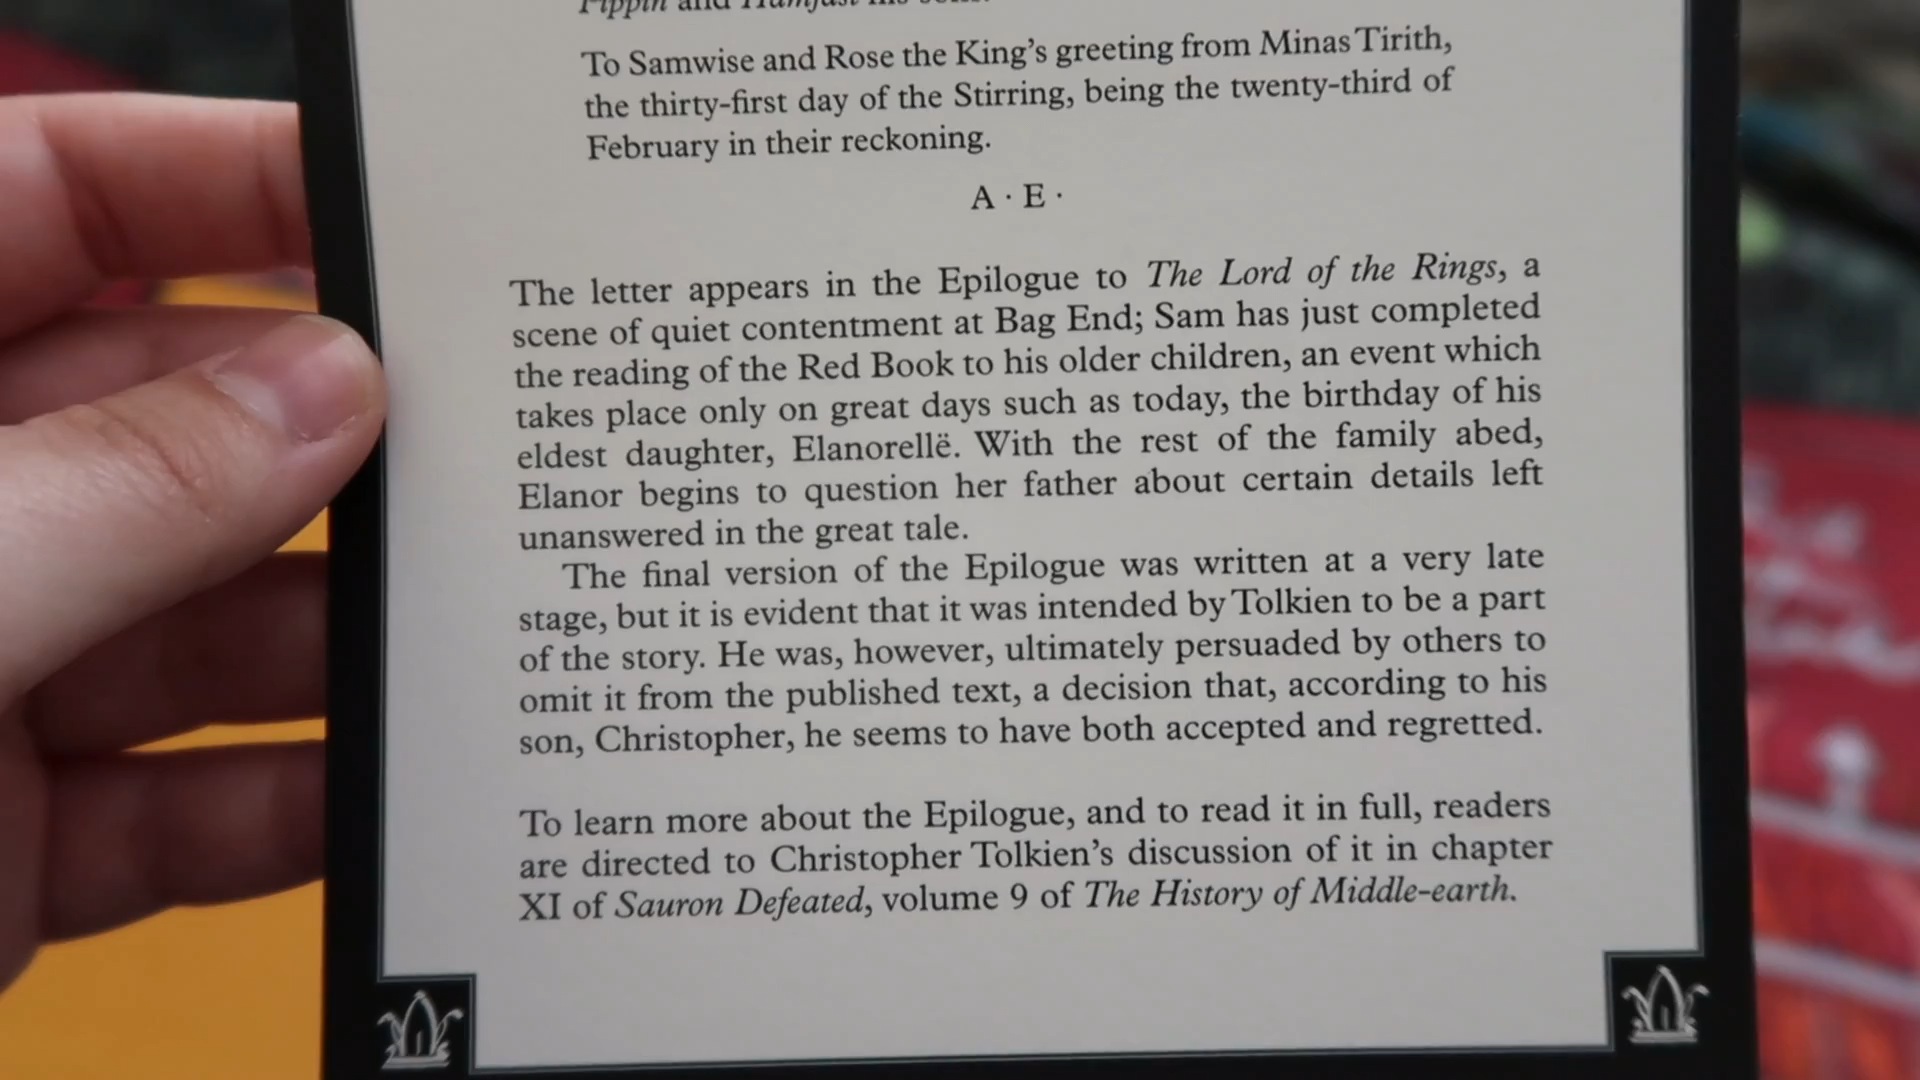 Pippin and Hamfast his
To Samwise and Rose the King's greeting from Minas Tirith,
the thirty-first day of the Stirring, being the twenty-third of
February in their reckoning.
A · E ·
The letter appears in the Epilogue to The Lord of the Rings, a
scene of quiet contentment at Bag End; Sam has just completed
the reading of the Red Book to his older children, an event which
takes place only on great days such as today, the birthday of his
eldest daughter, Elanorellë. With the rest of the family abed,
Elanor begins to question her father about certain details left
unanswered in the great tale.
The final version of the Epilogue was written at a very late
stage, but it is evident that it was intended by Tolkien to be a part
of the story. He was, however, ultimately persuaded by others to
omit it from the published text, a decision that, according to his
son, Christopher, he seems to have both accepted and regretted.
To learn more about the Epilogue, and to read it in full, readers
are directed to Christopher Tolkien's discussion of it in chapter
XI of Sauron Defeated, volume 9 of The History of Middle-earth.